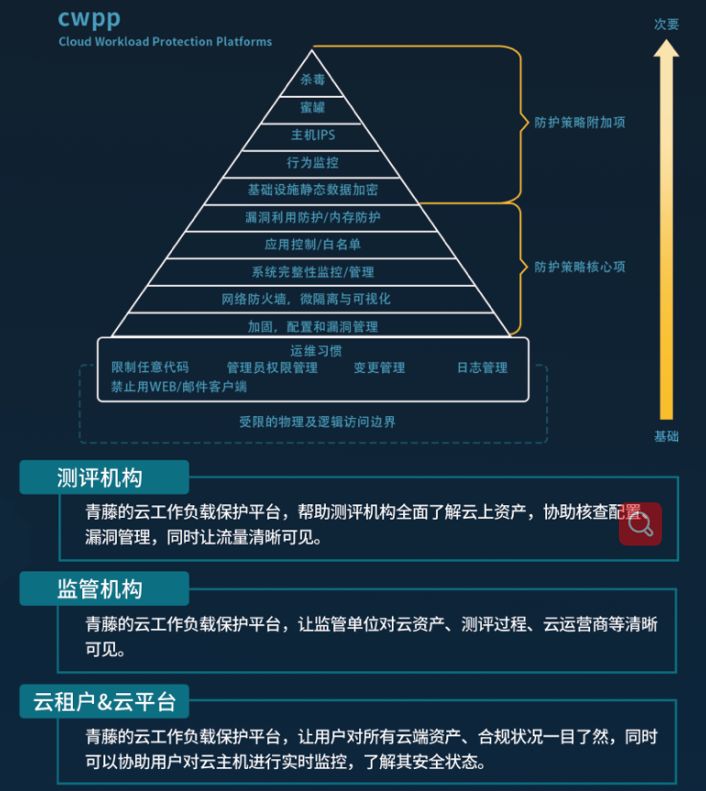 cwpp
Cloud Workload Protection Platforms
次要
杀毒
蜜罐
主机IPS
防护策略附加项
行为监控
基础设施静态数据加密
漏洞利用防护/内存防护
应用控制/白名单
系统完整性监控/管理
防护策略核心项
网络防火墙，微隔离与可视化
加固，配置和漏洞管理
运维习惯
限制任意代码 管理员权限管理 变更管理 日志管理
禁止用WEB/邮件客户端
受限的物理及逻辑访问边界
基础
测评机构
青藤的云工作负载保护平台，帮助测评机构全面了解云上资产，协助核查配置、
漏洞管理，同时让流量清晰可见。
监管机构
青藤的云工作负载保护平台，让监管单位对云资产、测评过程、云运营商等清晰
可见。
云租户&云平台
青藤的云工作负载保护平台，让用户对所有云端资产、合规状况一目了然，同时
可以协助用户对云主机进行实时监控，了解其安全状态。